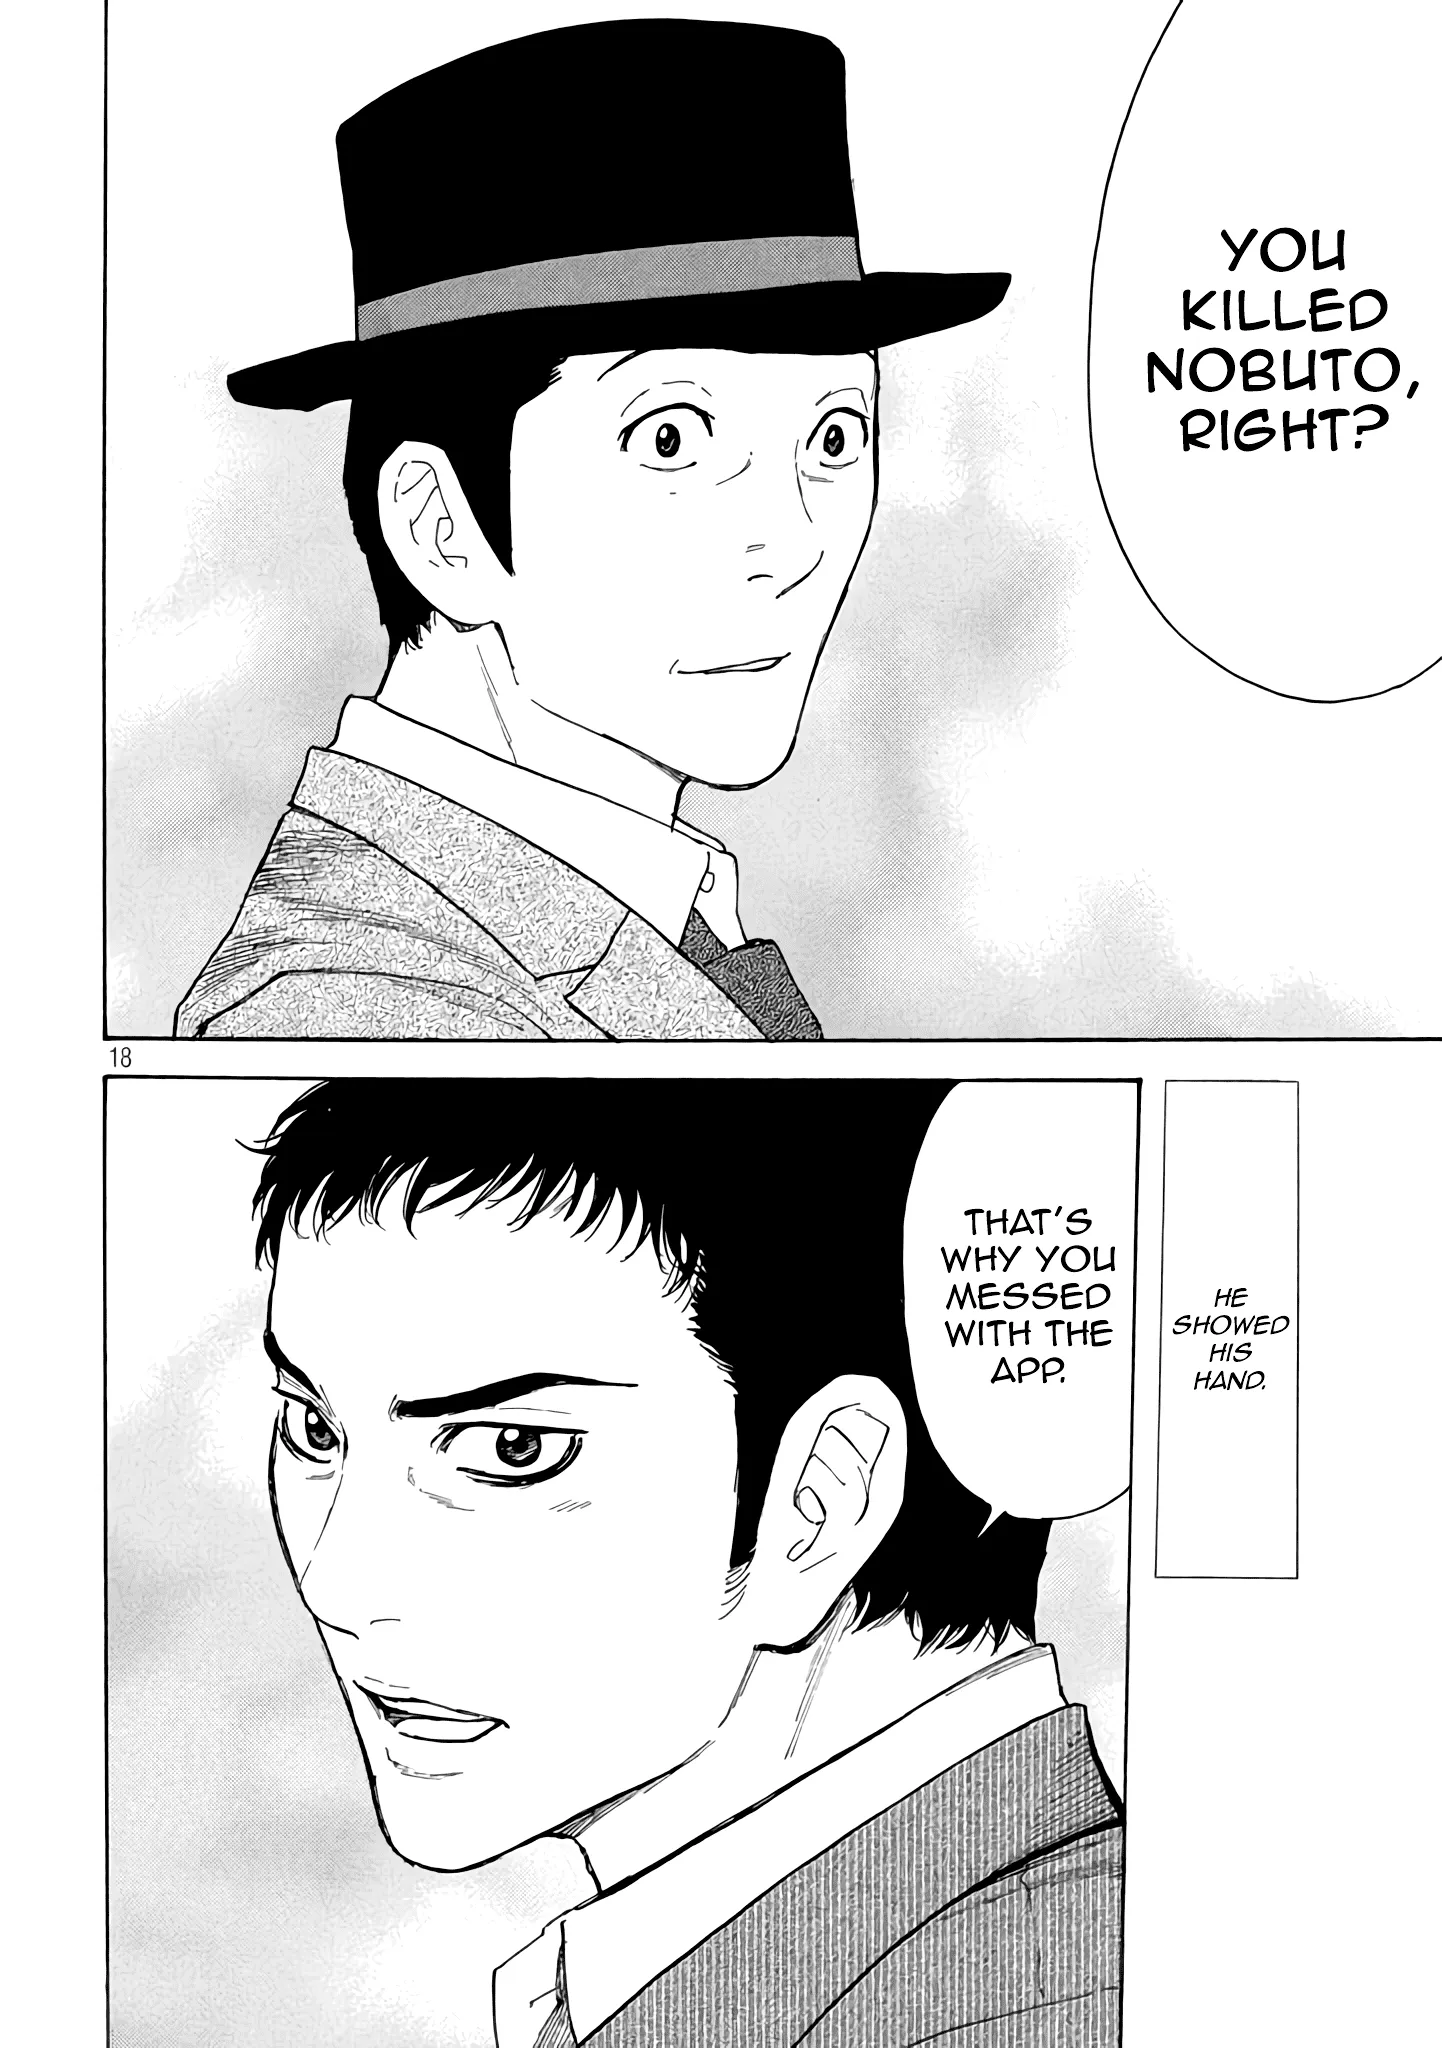 YOU
KILLED
NOBUTO,
RIGHT?
18
HE
SHOWED
HIS
HAND.
THAT'S
WHY YOU
MESSED
WITH THE
APP.